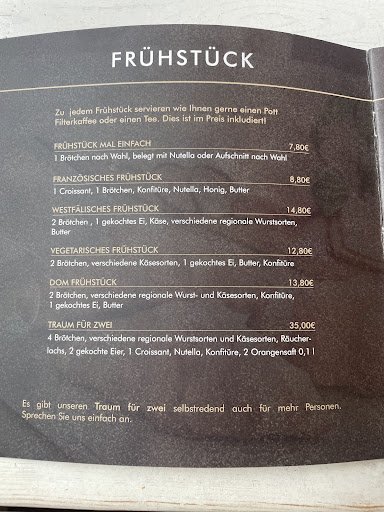 FRÜHSTÜCK
Zu jedem Frühstück servieren wie Ihnen gerne einen Pott
Filterkaffee oder einen Tee. Dies ist im Preis inkludiert!
FRÜHSTÜCK MAL EINFACH 7,80€
1 Brötchen nach Wahl, belegt mit Nutella oder Aufschnitt nach Wahl
FRANZÖSISCHES FRÜHSTÜCK 8,80€
1 Croissant, 1 Brötchen, Konfitüre, Nutella, Honig, Butter
WESTFÄLISCHES FRÜHSTÜCK 14,80€
2 Brötchen , 1 gekochtes Ei, Käse, verschiedene regionale Wurstsorten,
Butter
VEGETARISCHES FRÜHSTÜCK 12,80€
2 Brötchen, verschiedene Käsesorten, 1 gekochtes Ei, Butter, Konfitüre
DOM FRÜHSTÜCK 13,80€
2 Brötchen, verschiedene regionale Wurst- und Käsesorten, Konfitüre,
1 gekochtes Ei, Butter
TRAUM FÜR ZWEI 35,00€
4 Brötchen, verschiedene regionale Wurstsorten und Käsesorten, Räucher-
lachs, 2 gekochte Eier, 1 Croissant, Nutella, Konfitüre, 2 Orangensaft 0,1l
Es gibt unseren Traum für zwei selbstredend auch für mehr Personen.
Sprechen Sie uns einfach an.